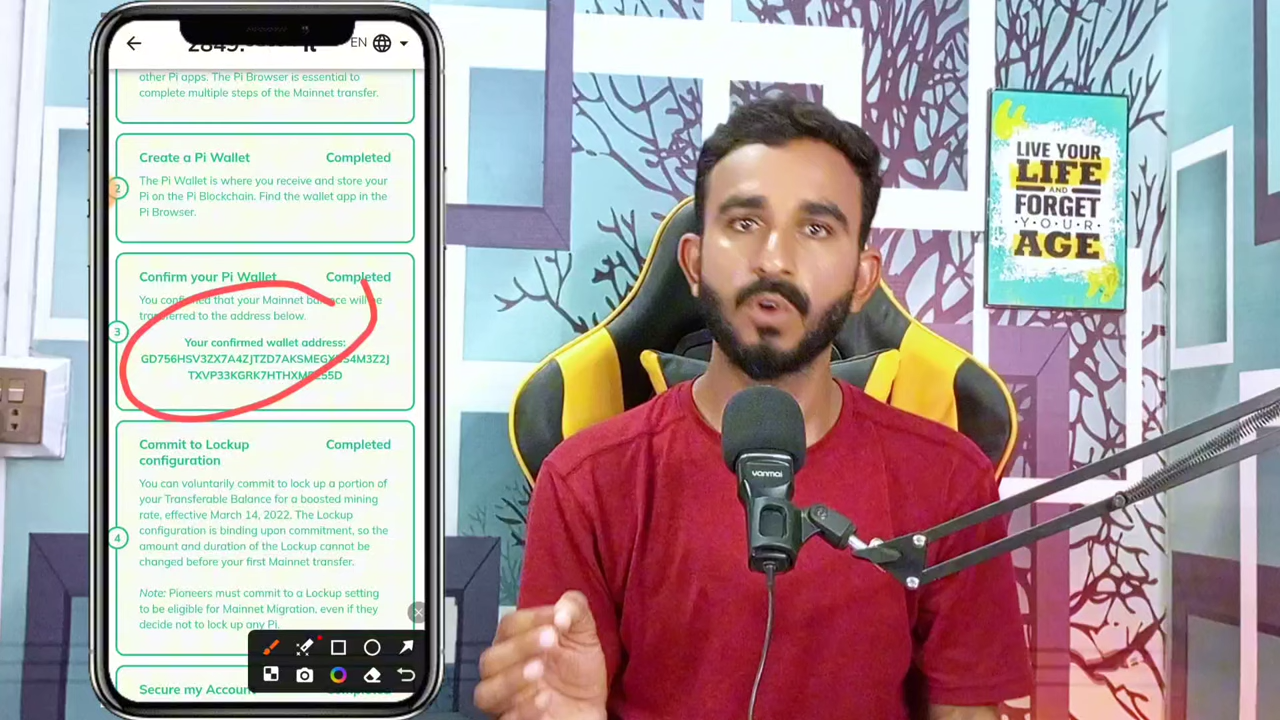 EN
other Pi apps. The Pi Browser is essential to
complete multiple steps of the Mainnet transfer.
Create a Pi Wallet
Completed
2
The Pi Wallet is where you receive and store your
Pi on the Pi Blockchain. Find the wallet app in the
Pi Browser.
Confirm your Pi Wallet
Completed
3
You confirmed that your Mainnet balance will be
transferred to the address below.
Your confirmed wallet address:
Commit to Lockup
Completed
configuration
4
You can voluntarily commit to lock up a portion of
your Transferable Balance for a boosted mining
rate, effective March 14, 2022. The Lockup
configuration is binding upon commitment, so the
amount and duration of the Lockup cannot be
changed before your first Mainnet transfer.
Note: Pioneers must commit to a Lockup setting
to be eligible for Mainnet Migration, even if they
decide not to lock up any Pi.
Secure my Account
Completed
LIVE YOUR
LIFE
AND
FORGET
YOUR
AGE
vanmai